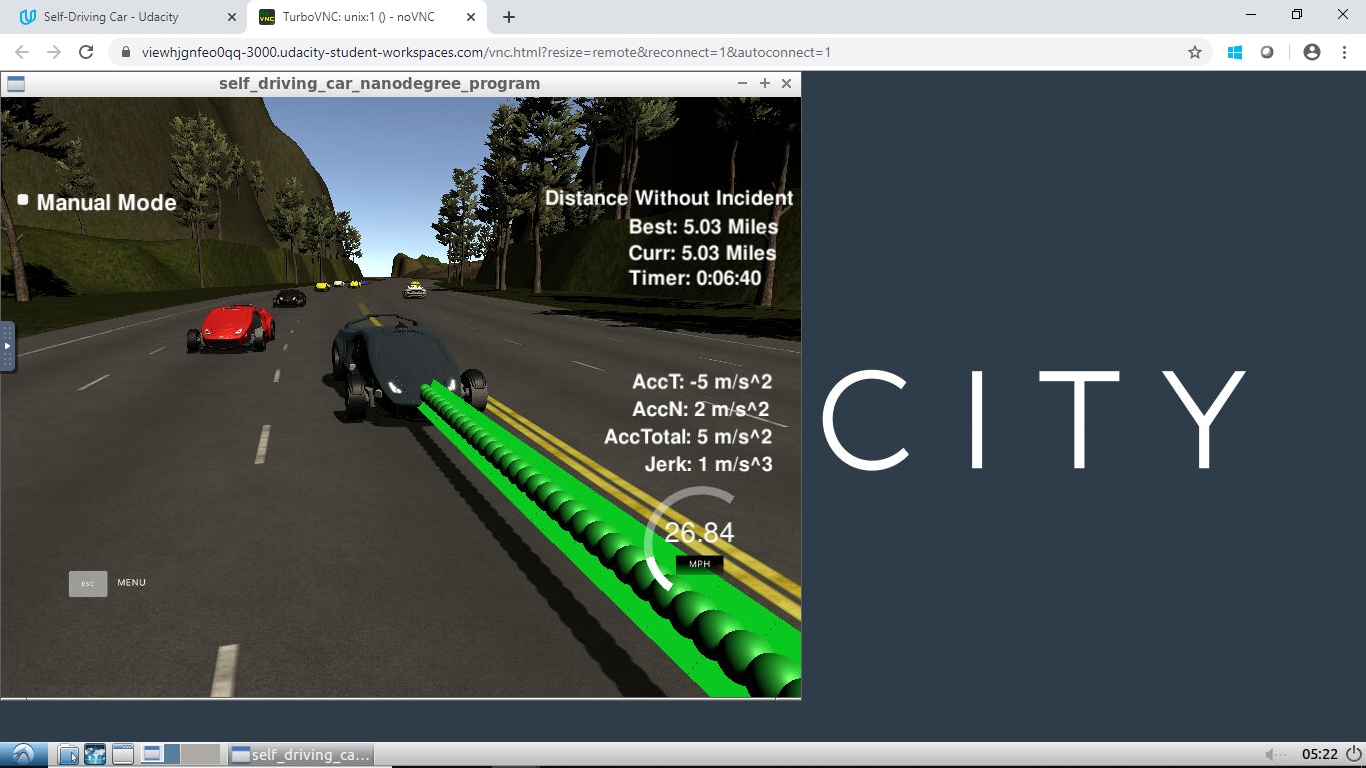 Self-Driving Car - Udacity
TurboVNC: unix:1 () - noVNC
viewhjgnfeo0qq-3000.udacity-student-workspaces.com/vnc.html?resize=remote&reconnect=1&autoconnect=1
self_driving_car_nanodegree_program
Manual Mode
Distance Without Incident
Best: 5.03 Miles
Curr: 5.03 Miles
Timer: 0:06:40
AccT: -5 m/s^2
AccN: 2 m/s^2
AccTotal: 5 m/s^2
Jerk: 1 m/s^3
26.84
MPH
ESC MENU
CITY
self_driving_ca...
05:22